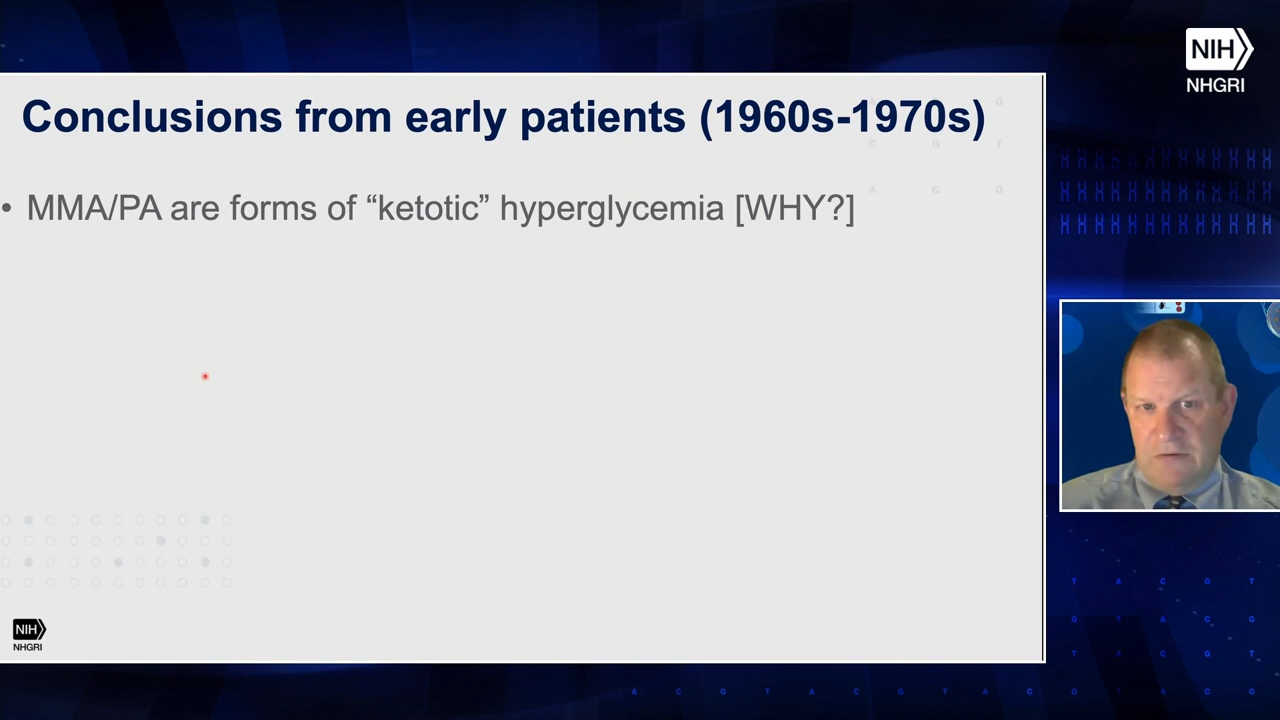 NIH
NHGRI
Conclusions from early patients (1960s-1970s)
• MMA/PA are forms of “ketotic” hyperglycemia [WHY?]
NIH
NHGRI
T A C G T
G T A C G
T A C G T
A C G T A C G T A C G T A C G